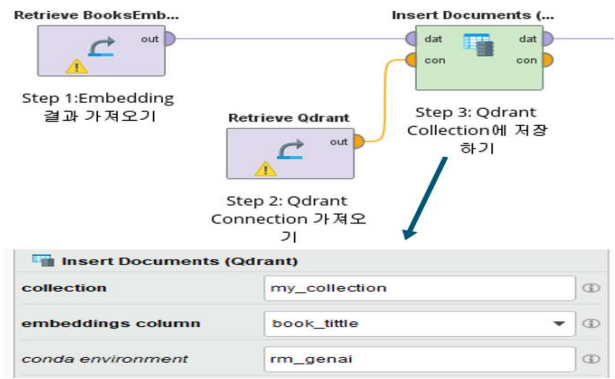 Retrieve BooksEmb...
out
Step 1:Embedding
결과 가져오기
Insert Documents (...
dat
dat
con
con
Retrieve Qdrant
out
Step 2: Qdrant
Connection 가져오
기
Step 3: Qdrant
Collection에 저장
하기
Insert Documents (Qdrant)
collection
my_collection
embeddings column
book_tittle
conda environment
rm_genai